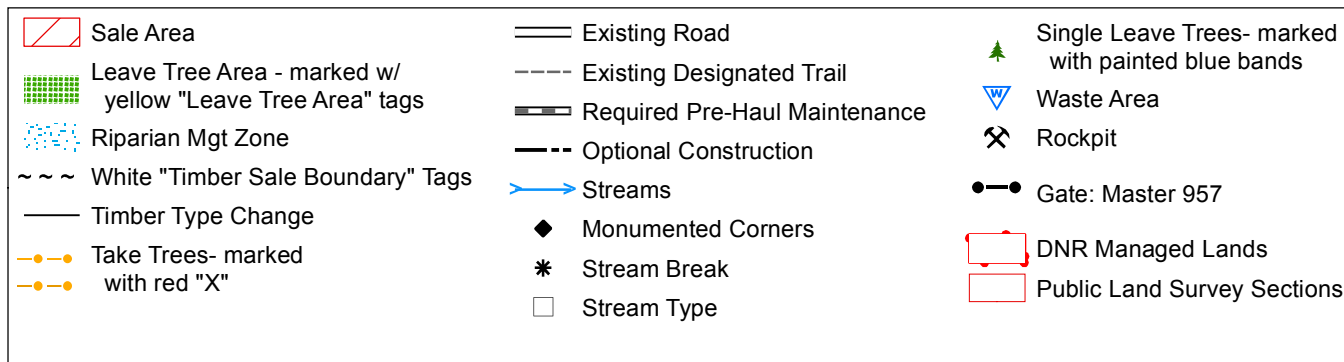 Sale Area
Leave Tree Area - marked w/
yellow "Leave Tree Area" tags
Riparian Mgt Zone
White "Timber Sale Boundary" Tags
Timber Type Change
Take Trees- marked
with red "X"
Existing Road
Existing Designated Trail
Required Pre-Haul Maintenance
Optional Construction
Streams
Monumented Corners
Stream Break
Stream Type
Single Leave Trees- marked
with painted blue bands
W
Waste Area
Rockpit
Gate: Master 957
DNR Managed Lands
Public Land Survey Sections